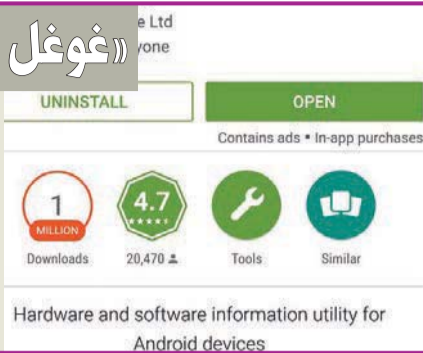 e Ltd
yone
«غوغل
UNINSTALL
OPEN
Contains ads • In-app purchases
1
MILLION
4.7
Downloads
20,470
Tools
Similar
Hardware and software information utility for
Android devices